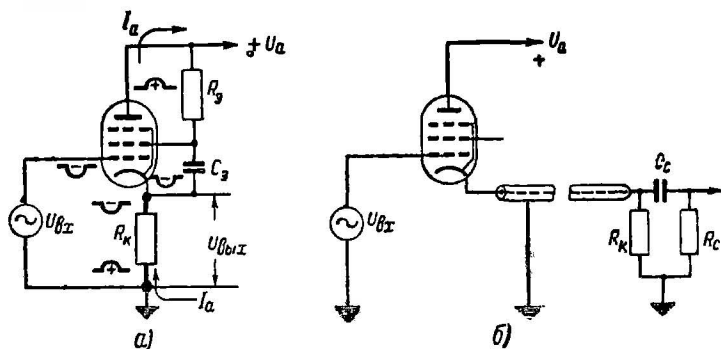 Iа
+ Uа
Rэ
Cэ
Uвх
Rк
Uвых
Iа
а)
Uа
+
Uвх
Cс
Rк
Rс
б)